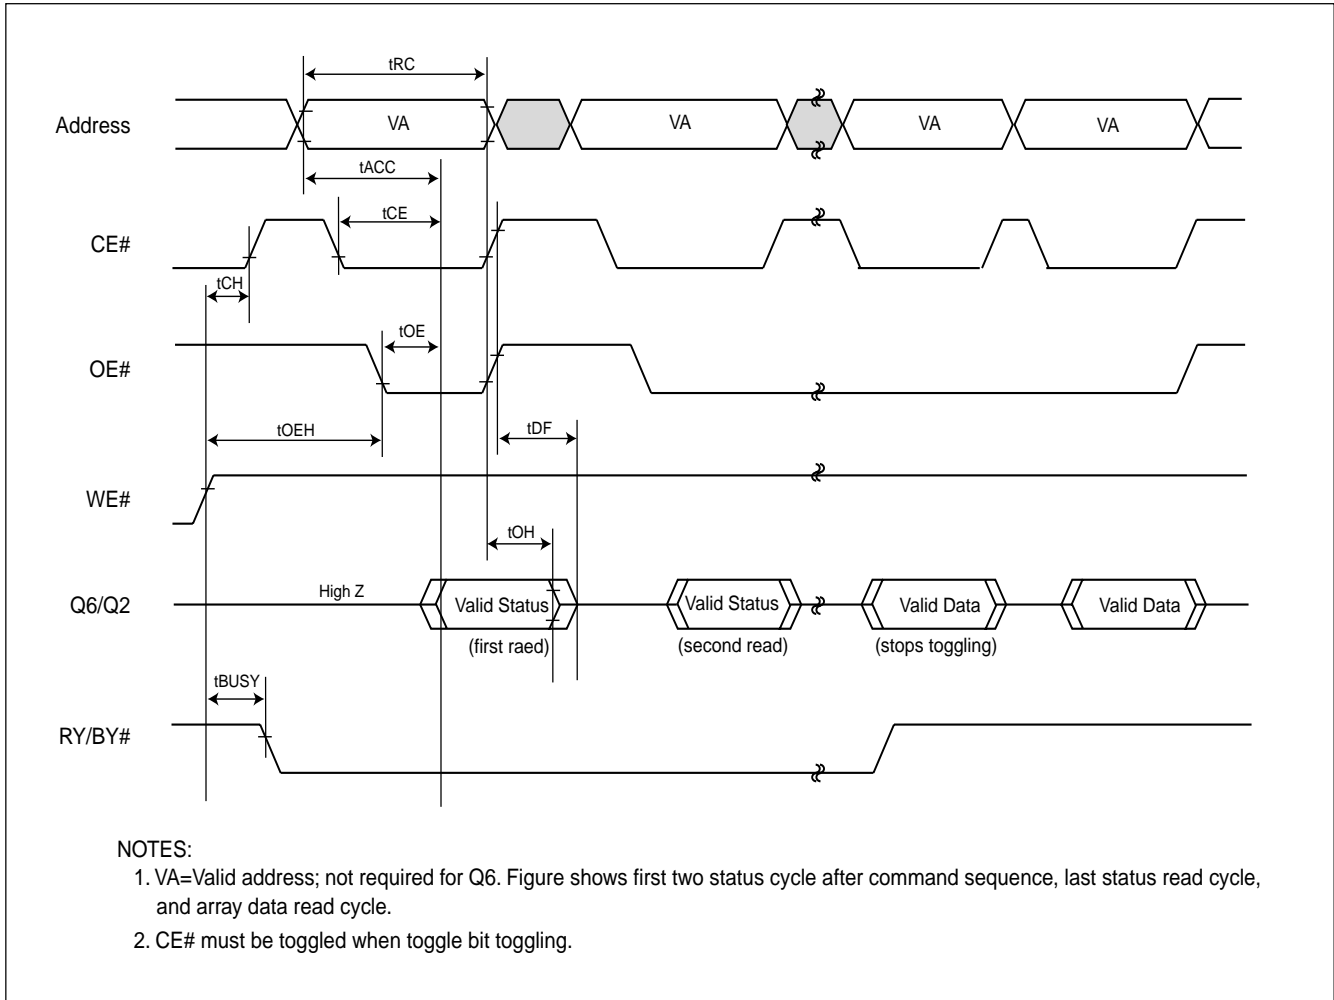 tRC
Address
VA
VA
VA
VA
tACC
tCE
CE#
tCH
tOE
OE#
tOEH
tDF
WE#
tOH
Q6/Q2
High Z
Valid Status
Valid Status
Valid Data
Valid Data
(first raed)
(second read)
(stops toggling)
tBUSY
RY/BY#
NOTES:
1. VA=Valid address; not required for Q6. Figure shows first two status cycle after command sequence, last status read cycle,
and array data read cycle.
2. CE# must be toggled when toggle bit toggling.